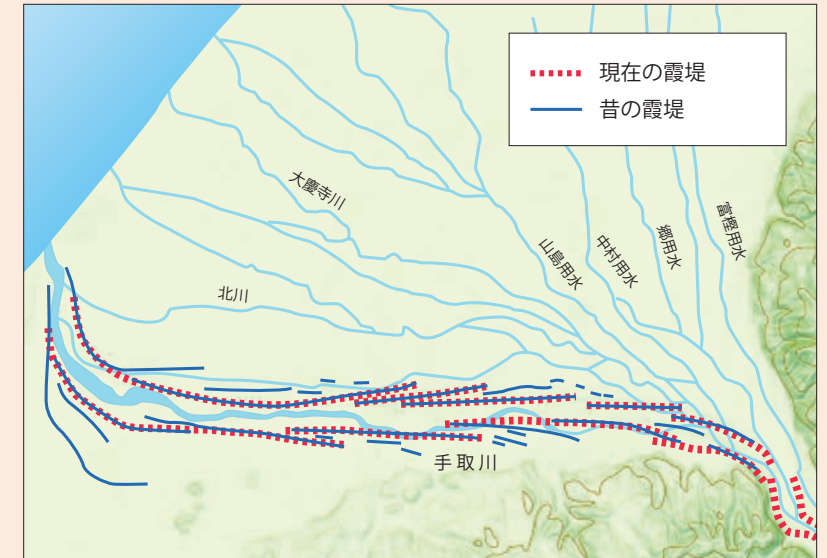 現在の霞堤
昔の霞堤
大慶寺川
北川
山島用水
中村用水
郷用水
富樫用水
手取川